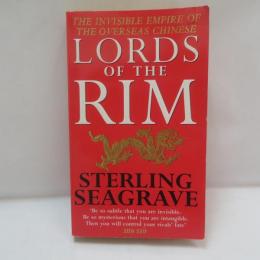 THE INVISIBLE EMPIRE OF
THE OVERSEAS CHINESE
LORDS
OF THE
RIM
STERLING
SEAGRAVE
'Be so subtle that you are invisible.
Be so mysterious that you are intangible.
Then you will control your rivals' fate'
SUN TZU